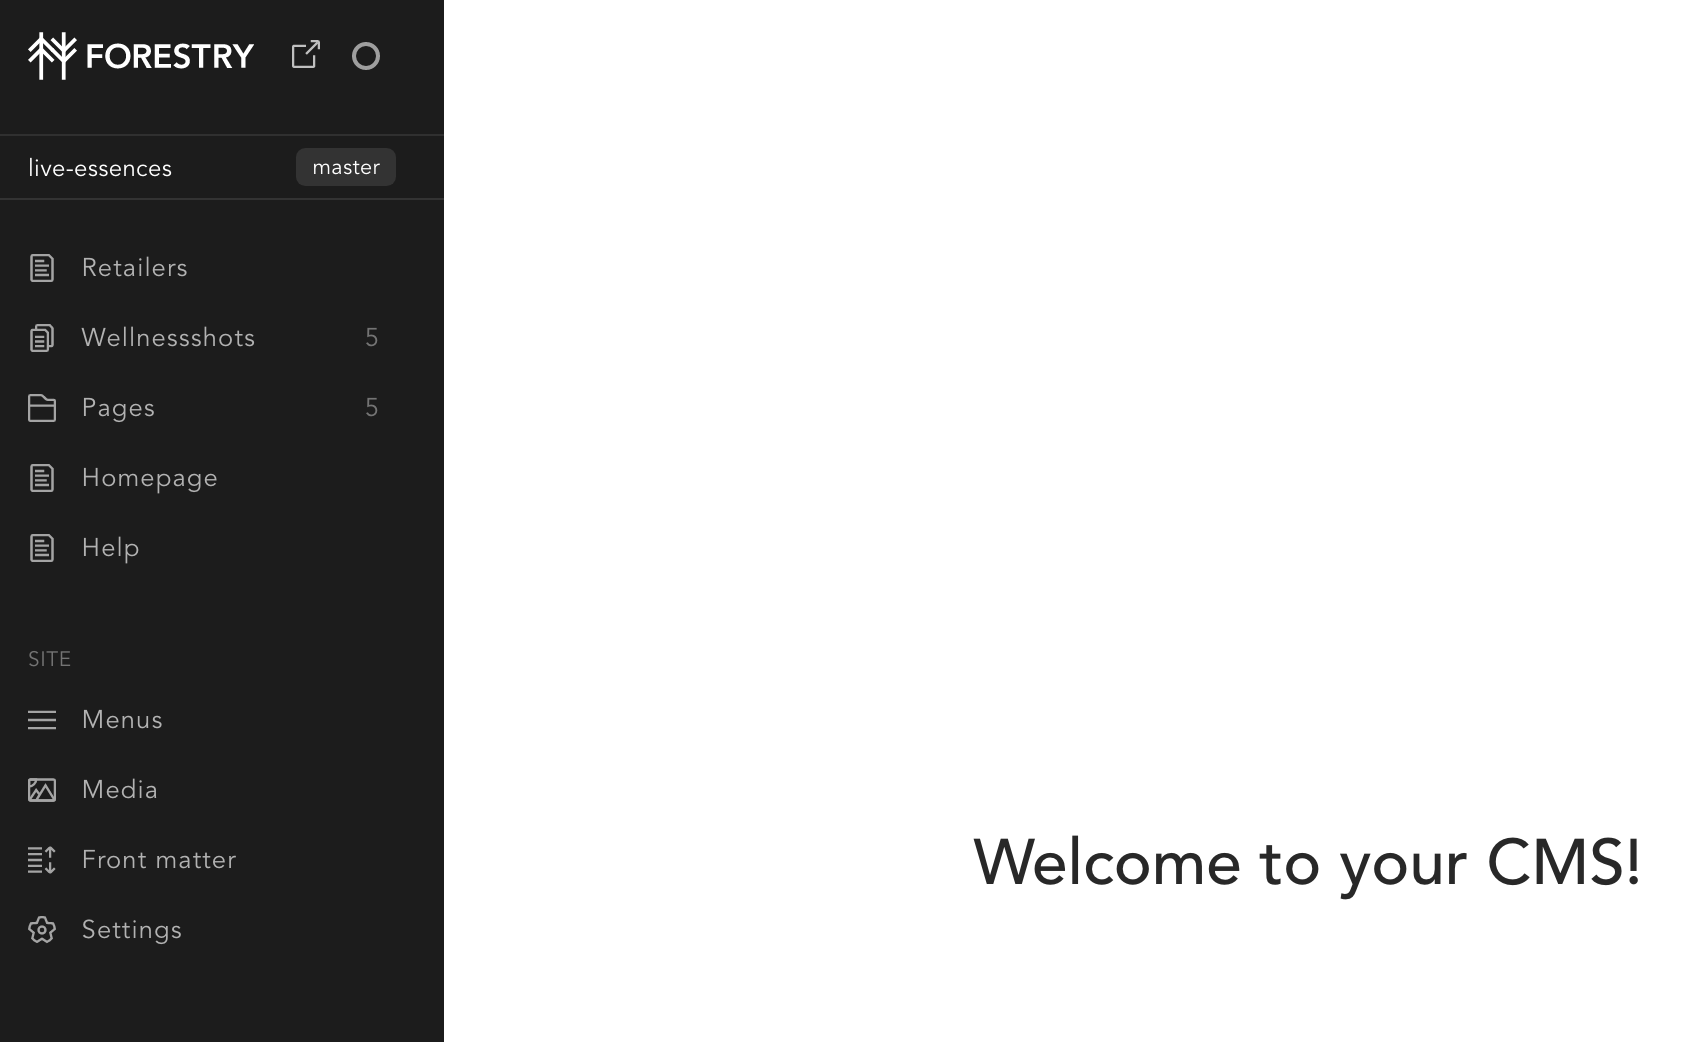 FORESTRY
live-essences master
Retailers
Wellnessshots 5
Pages 5
Homepage
Help
SITE
Menus
Media
Front matter
Settings
Welcome to your CMS!